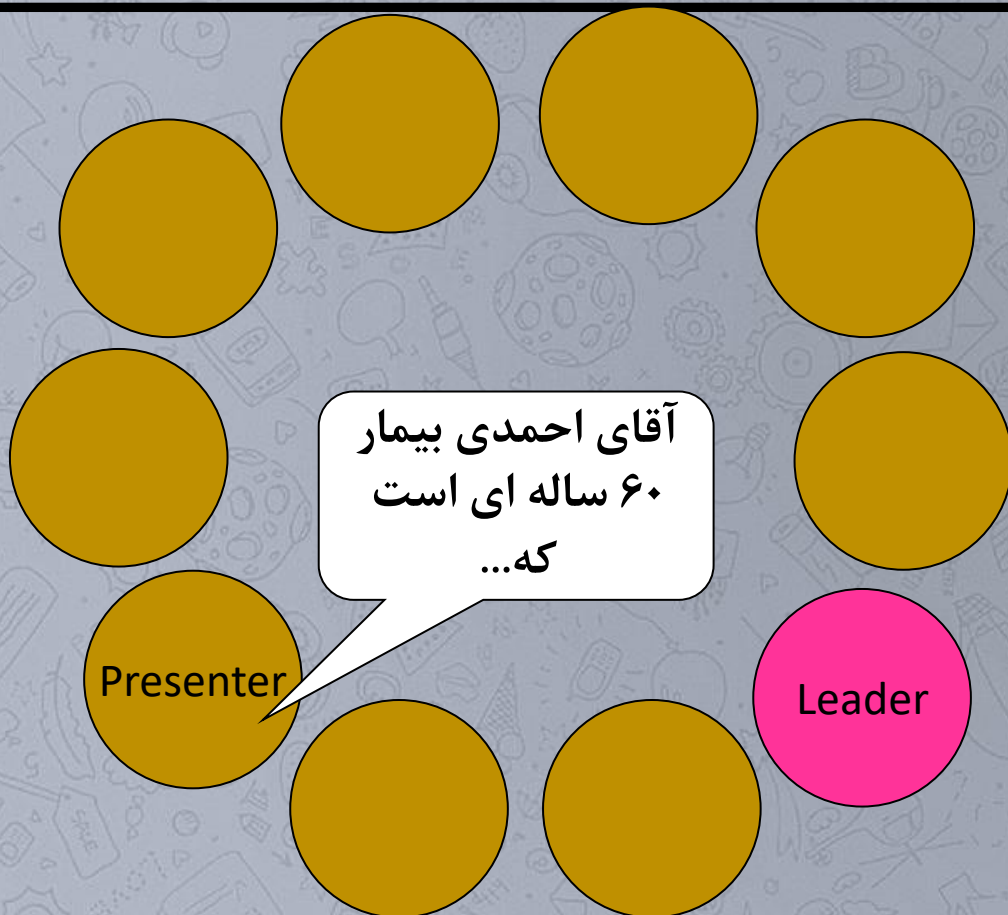 آقای احمدی بیمار
۶۰ ساله ای است
که...
Presenter
Leader